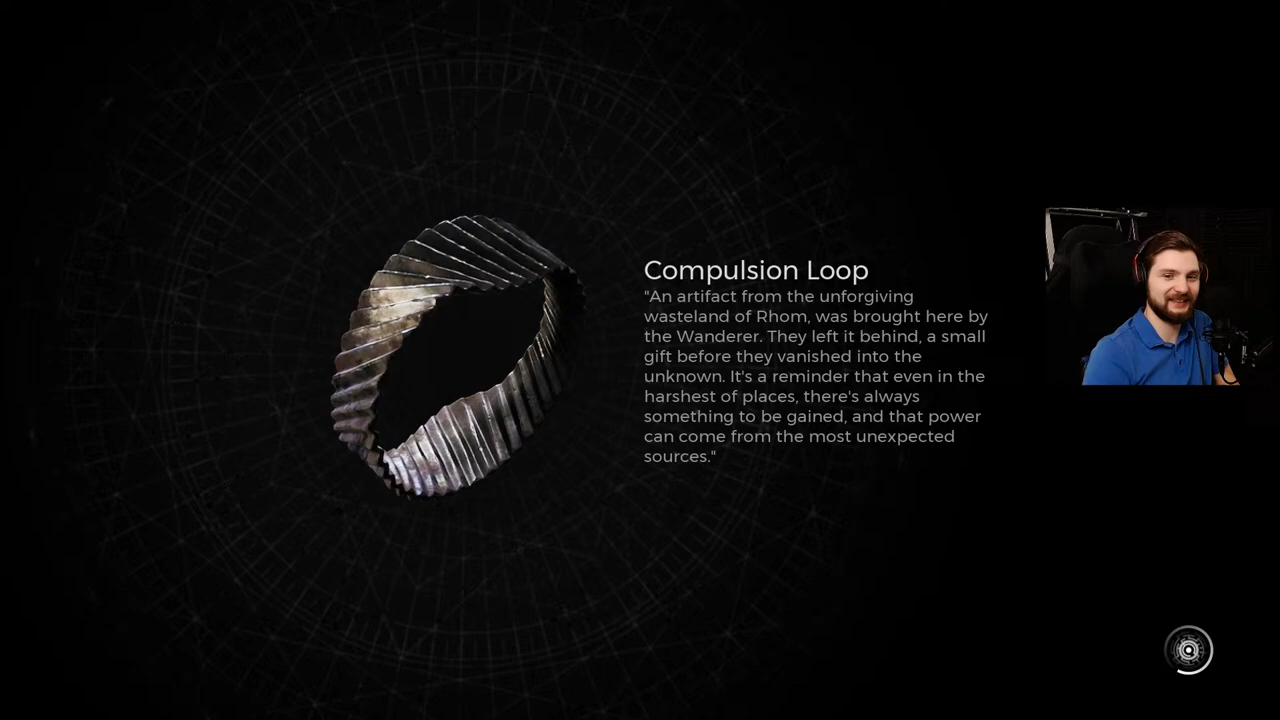 Compulsion Loop
"An artifact from the unforgiving
wasteland of Rhom, was brought here by
the Wanderer. They left it behind, a small
gift before they vanished into the
unknown. It's a reminder that even in the
harshest of places, there's always
something to be gained, and that power
can come from the most unexpected
sources."